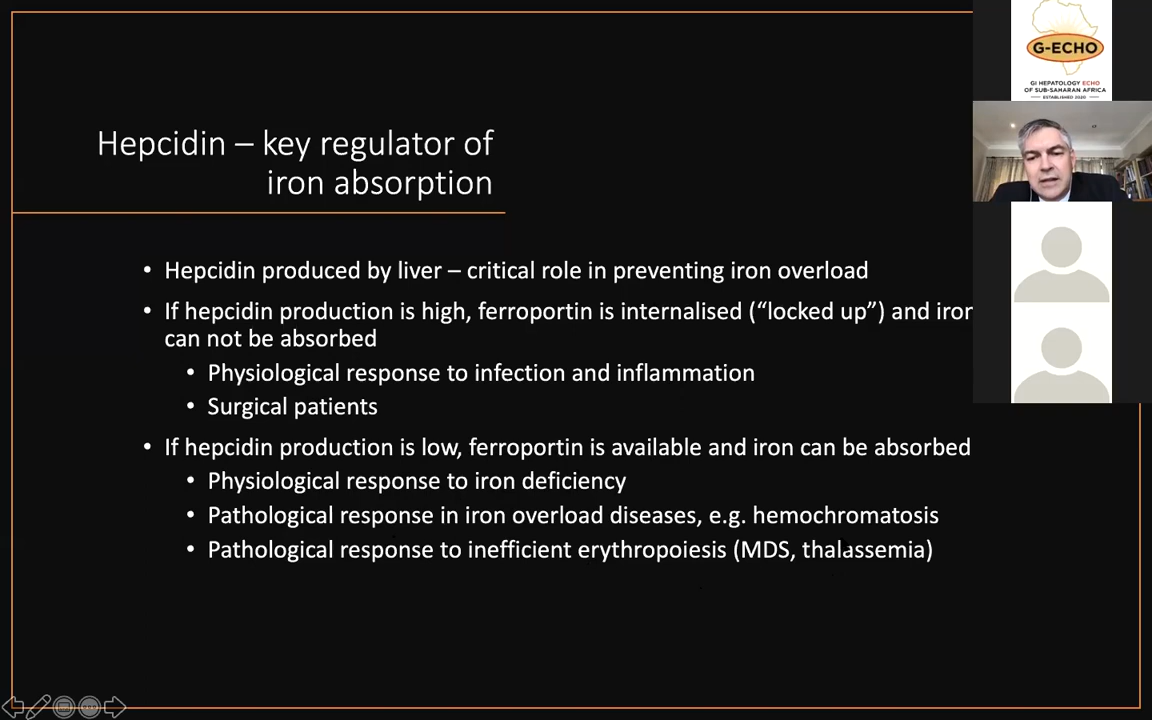 Hepcidin – key regulator of
iron absorption
• Hepcidin produced by liver – critical role in preventing iron overload
• If hepcidin production is high, ferroportin is internalised (“locked up”) and iron
can not be absorbed
• Physiological response to infection and inflammation
• Surgical patients
• If hepcidin production is low, ferroportin is available and iron can be absorbed
• Physiological response to iron deficiency
• Pathological response in iron overload diseases, e.g. hemochromatosis
• Pathological response to inefficient erythropoiesis (MDS, thalassemia)
G-ECHO
GI HEPATOLOGY ECHO
OF SUB-SAHARAN AFRICA
ESTABLISHED 2020